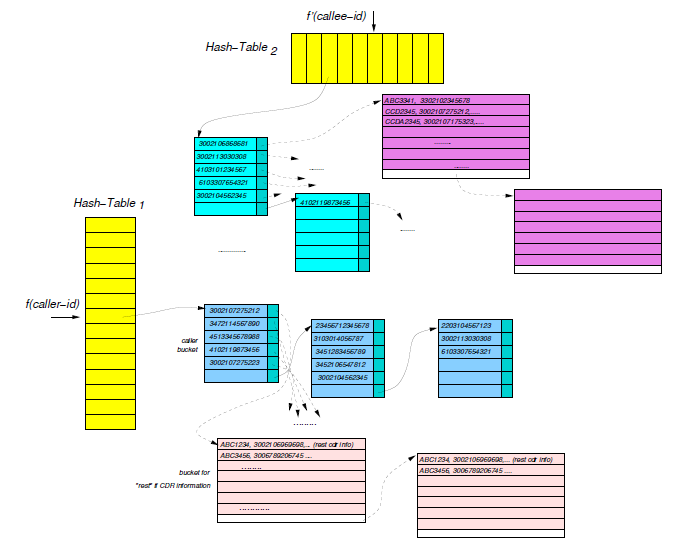 f'(callee-id)
Hash-Table 2
ABC3341, 3302102345678
CCD2345, 3002107275212,.....
CCDA2345, 3002107175323,....
3002106868681
3002113030308
4103101234567
6103307654321
3002104562345
4102119873456
Hash-Table 1
f(caller-id)
caller
bucket
3002107275212
3472114567890
4513345678988
4102119873456
3002107275223
23456712345678
3103014056787
3451283456789
3452106547812
3002104562345
2203104567123
3002113030308
6103307654321
ABC1234, 3002106969698,... (rest cdr info)
ABC3456, 3006789206745 ....
bucket for
"rest" if CDR information
ABC1234, 3002106969698,... (rest cdr info)
ABC3456, 3006789206745 ....